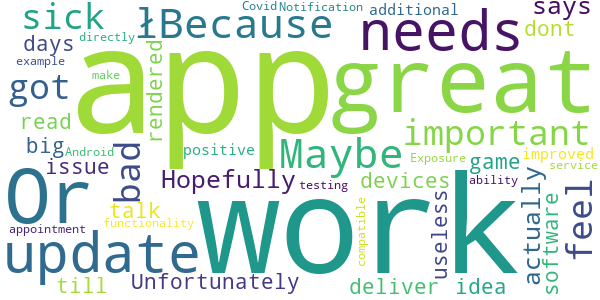 Covid Notification additional says
sick łBecause needs dont
days directly
example make
got rendered app great
read
big Android positive important
issue bad Maybe Exposure game improved
Hopefully testing devices ability service
Or work
talk useless actually software feel
functionality compatible
appointment update
till Unfortunately deliver idea